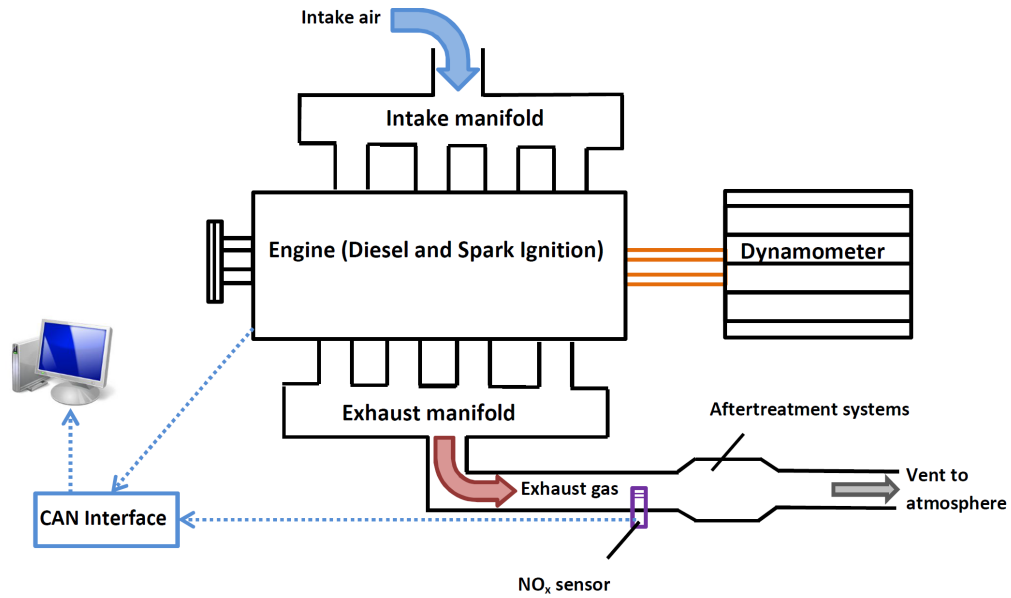 Intake air
Intake manifold
Engine (Diesel and Spark Ignition)
Dynamometer
Exhaust manifold
Aftertreatment systems
Exhaust gas
Vent to
atmosphere
CAN Interface
NOₓ sensor